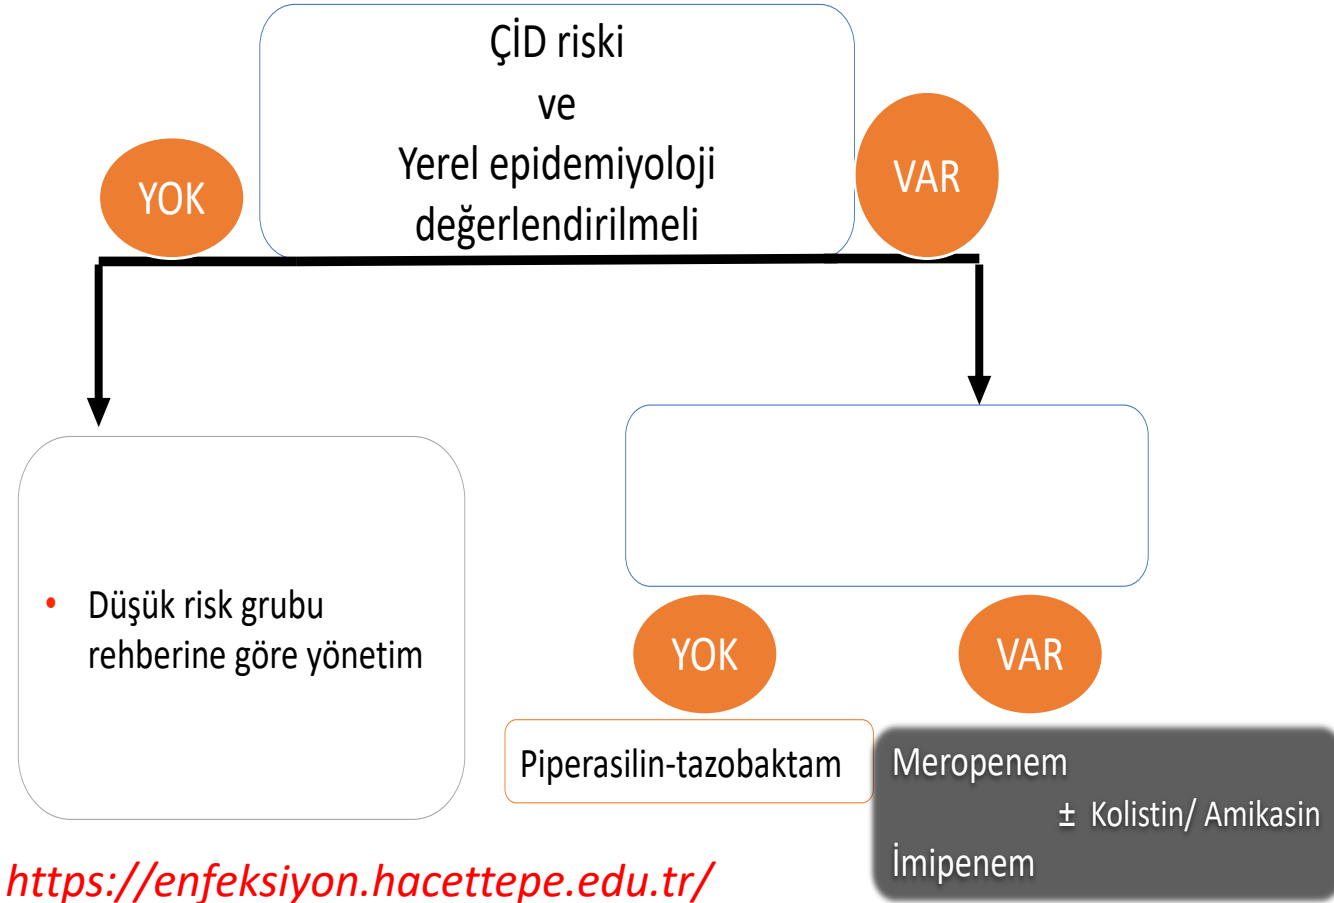 ÇİD riski
ve
Yerel epidemiyoloji
değerlendirilmeli
YOK
VAR
• Düşük risk grubu
rehberine göre yönetim
YOK
VAR
Piperasilin-tazobaktam
Meropenem
± Kolistin/ Amikasin
İmipenem
https://enfeksiyon.hacettepe.edu.tr/